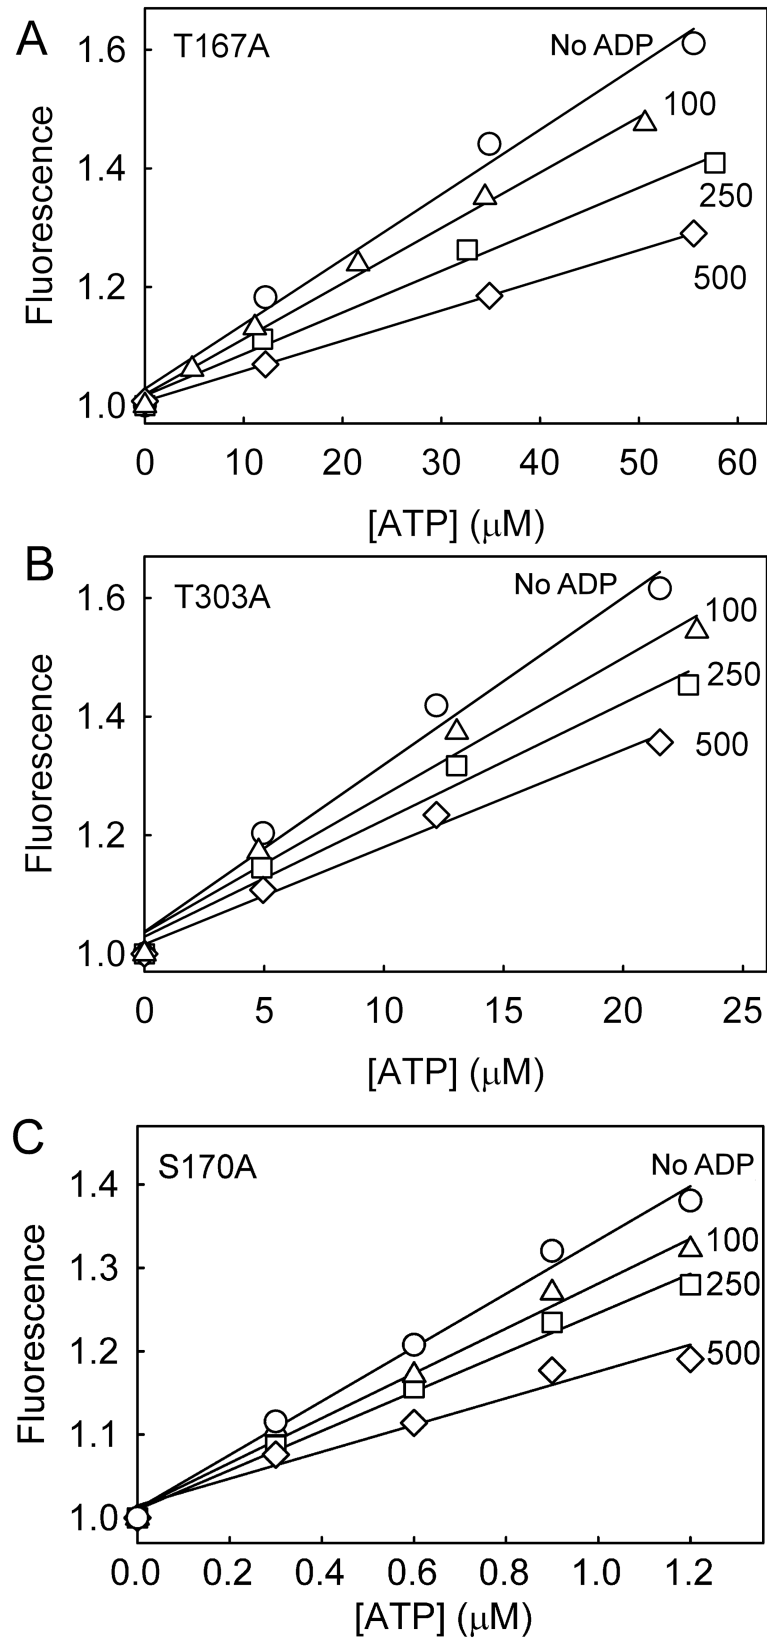 A
T167A
No ADP
100
250
500
1.6
1.4
1.2
1.0
Fluorescence
0 10 20 30 40 50 60
[ATP] (μM)
B
T303A
No ADP
100
250
500
1.6
1.4
1.2
1.0
Fluorescence
0 5 10 15 20 25
[ATP] (μM)
C
S170A
No ADP
100
250
500
1.4
1.3
1.2
1.1
1.0
Fluorescence
0.0 0.2 0.4 0.6 0.8 1.0 1.2
[ATP] (μM)